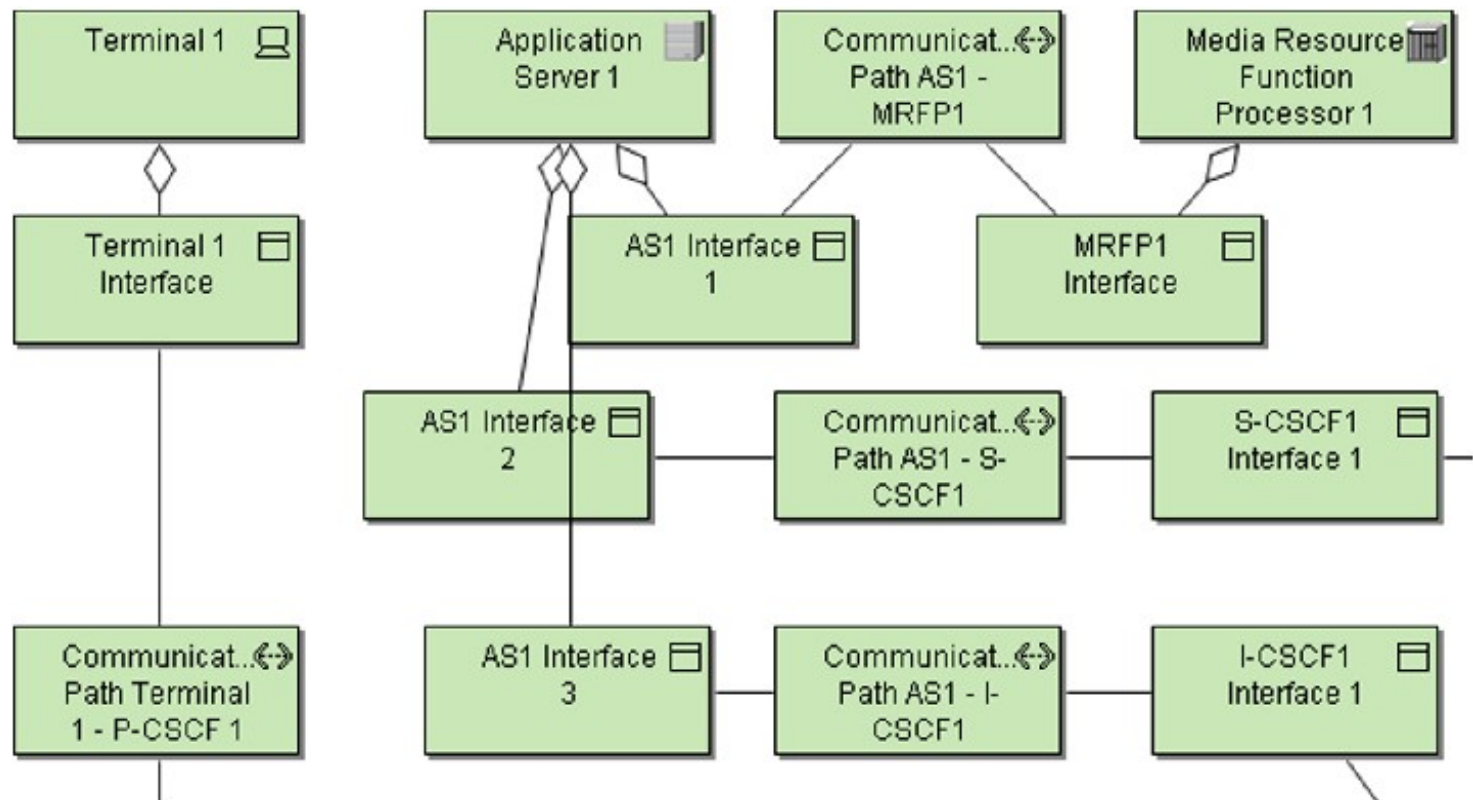 Terminal 1
Application
Server 1
Communicat...
Path AS1 -
MRFP1
Media Resource
Function
Processor 1
Terminal 1
Interface
AS1 Interface
1
MRFP1
Interface
AS1 Interface
2
Communicat...
Path AS1 - S-
CSCF1
S-CSCF1
Interface 1
Communicat...
Path Terminal
1 - P-CSCF 1
AS1 Interface
3
Communicat...
Path AS1 - I-
CSCF1
I-CSCF1
Interface 1